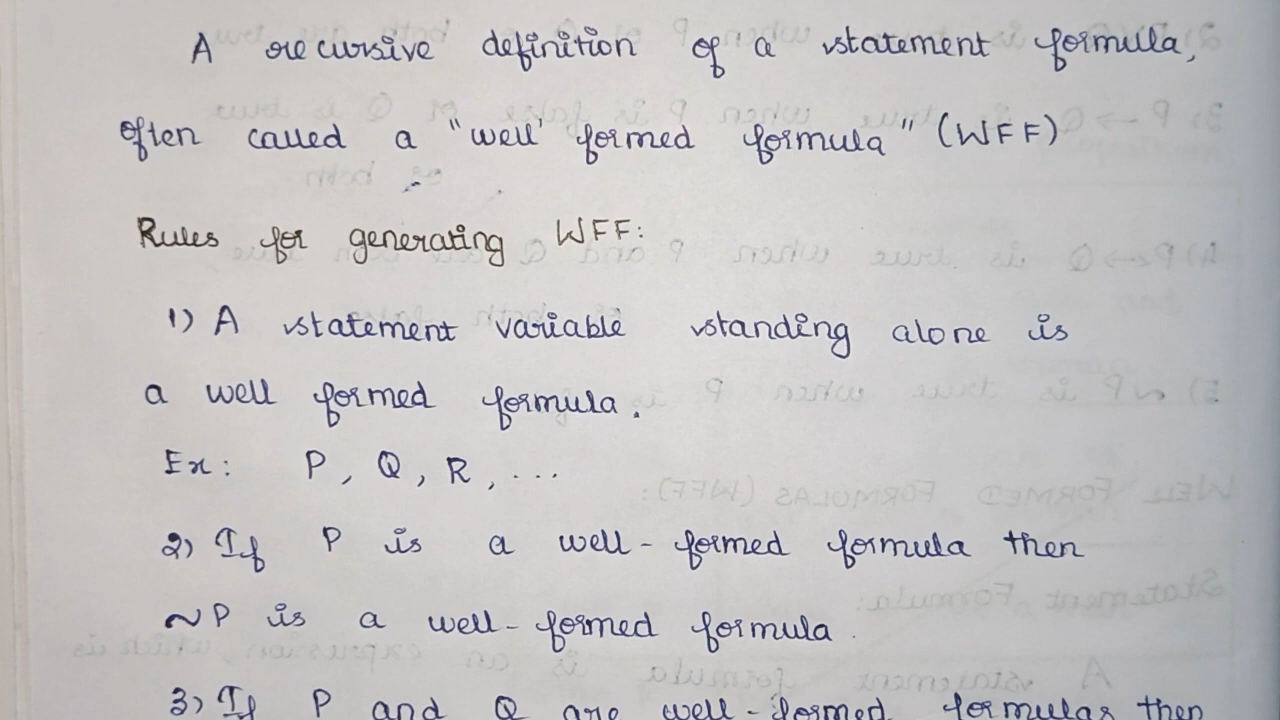 A recursive definition of a statement formula,
often called a "well' formed formula" (WFF)
Rules for generating WFF:
1) A statement variable standing alone is
a well formed formula.
Ex: P, Q, R, ...
2) If P is a well-formed formula then
~P is a well-formed formula.
3) If P and Q are well-formed formulas then